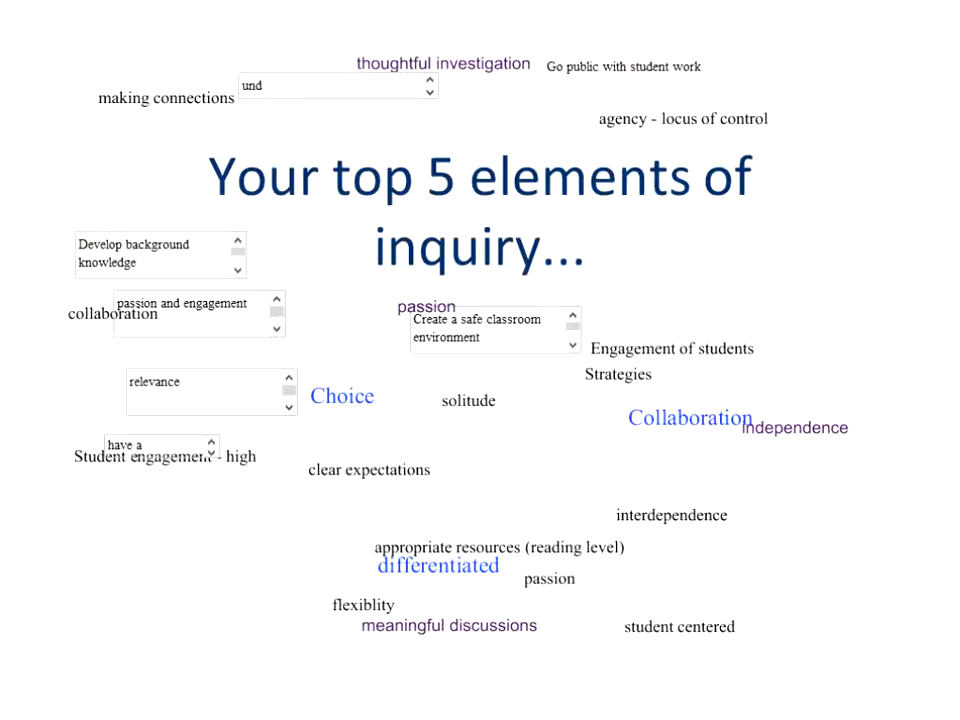 thoughtful investigation
Go public with student work
und
making connections
agency - locus of control
Your top 5 elements of
inquiry...
Develop background
knowledge
passion and engagement
collaboration
passion
Create a safe classroom
environment
Engagement of students
Strategies
relevance
Choice
solitude
Collaboration
independence
have a
Student engagement - high
clear expectations
interdependence
appropriate resources (reading level)
differentiated
passion
flexiblity
meaningful discussions
student centered